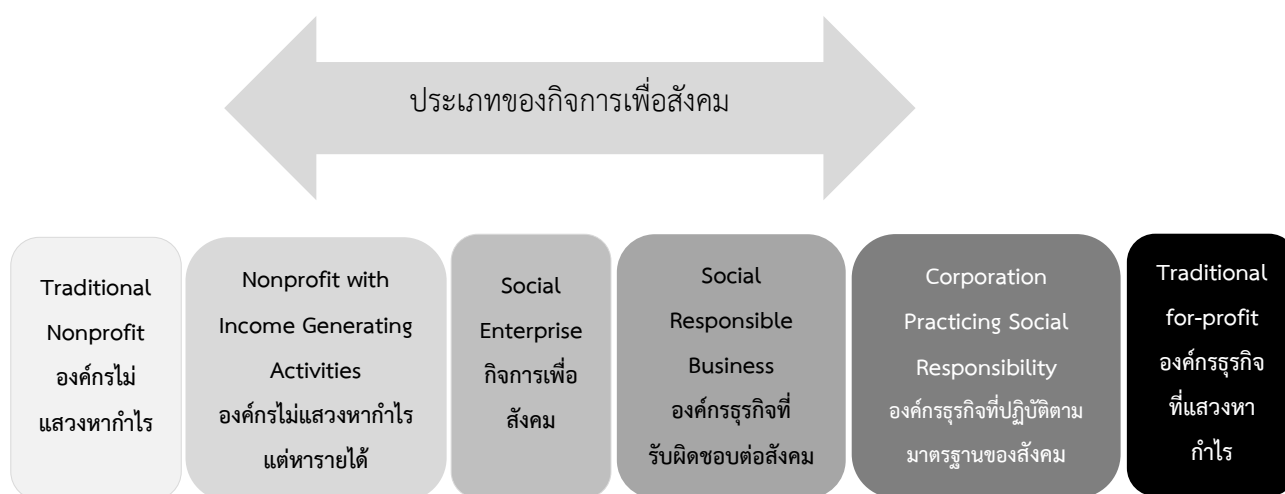 ประเภทของกิจการเพื่อสังคม
Traditional
Nonprofit
องค์กรไม่
แสวงหากำไร
Nonprofit with
Income Generating
Activities
องค์กรไม่แสวงหากำไร
แต่หารายได้
Social
Enterprise
กิจการเพื่อ
สังคม
Social
Responsible
Business
องค์กรธุรกิจที่
รับผิดชอบต่อสังคม
Corporation
Practicing Social
Responsibility
องค์กรธุรกิจที่ปฏิบัติตาม
มาตรฐานของสังคม
Traditional
for-profit
องค์กรธุรกิจ
ที่แสวงหา
กำไร